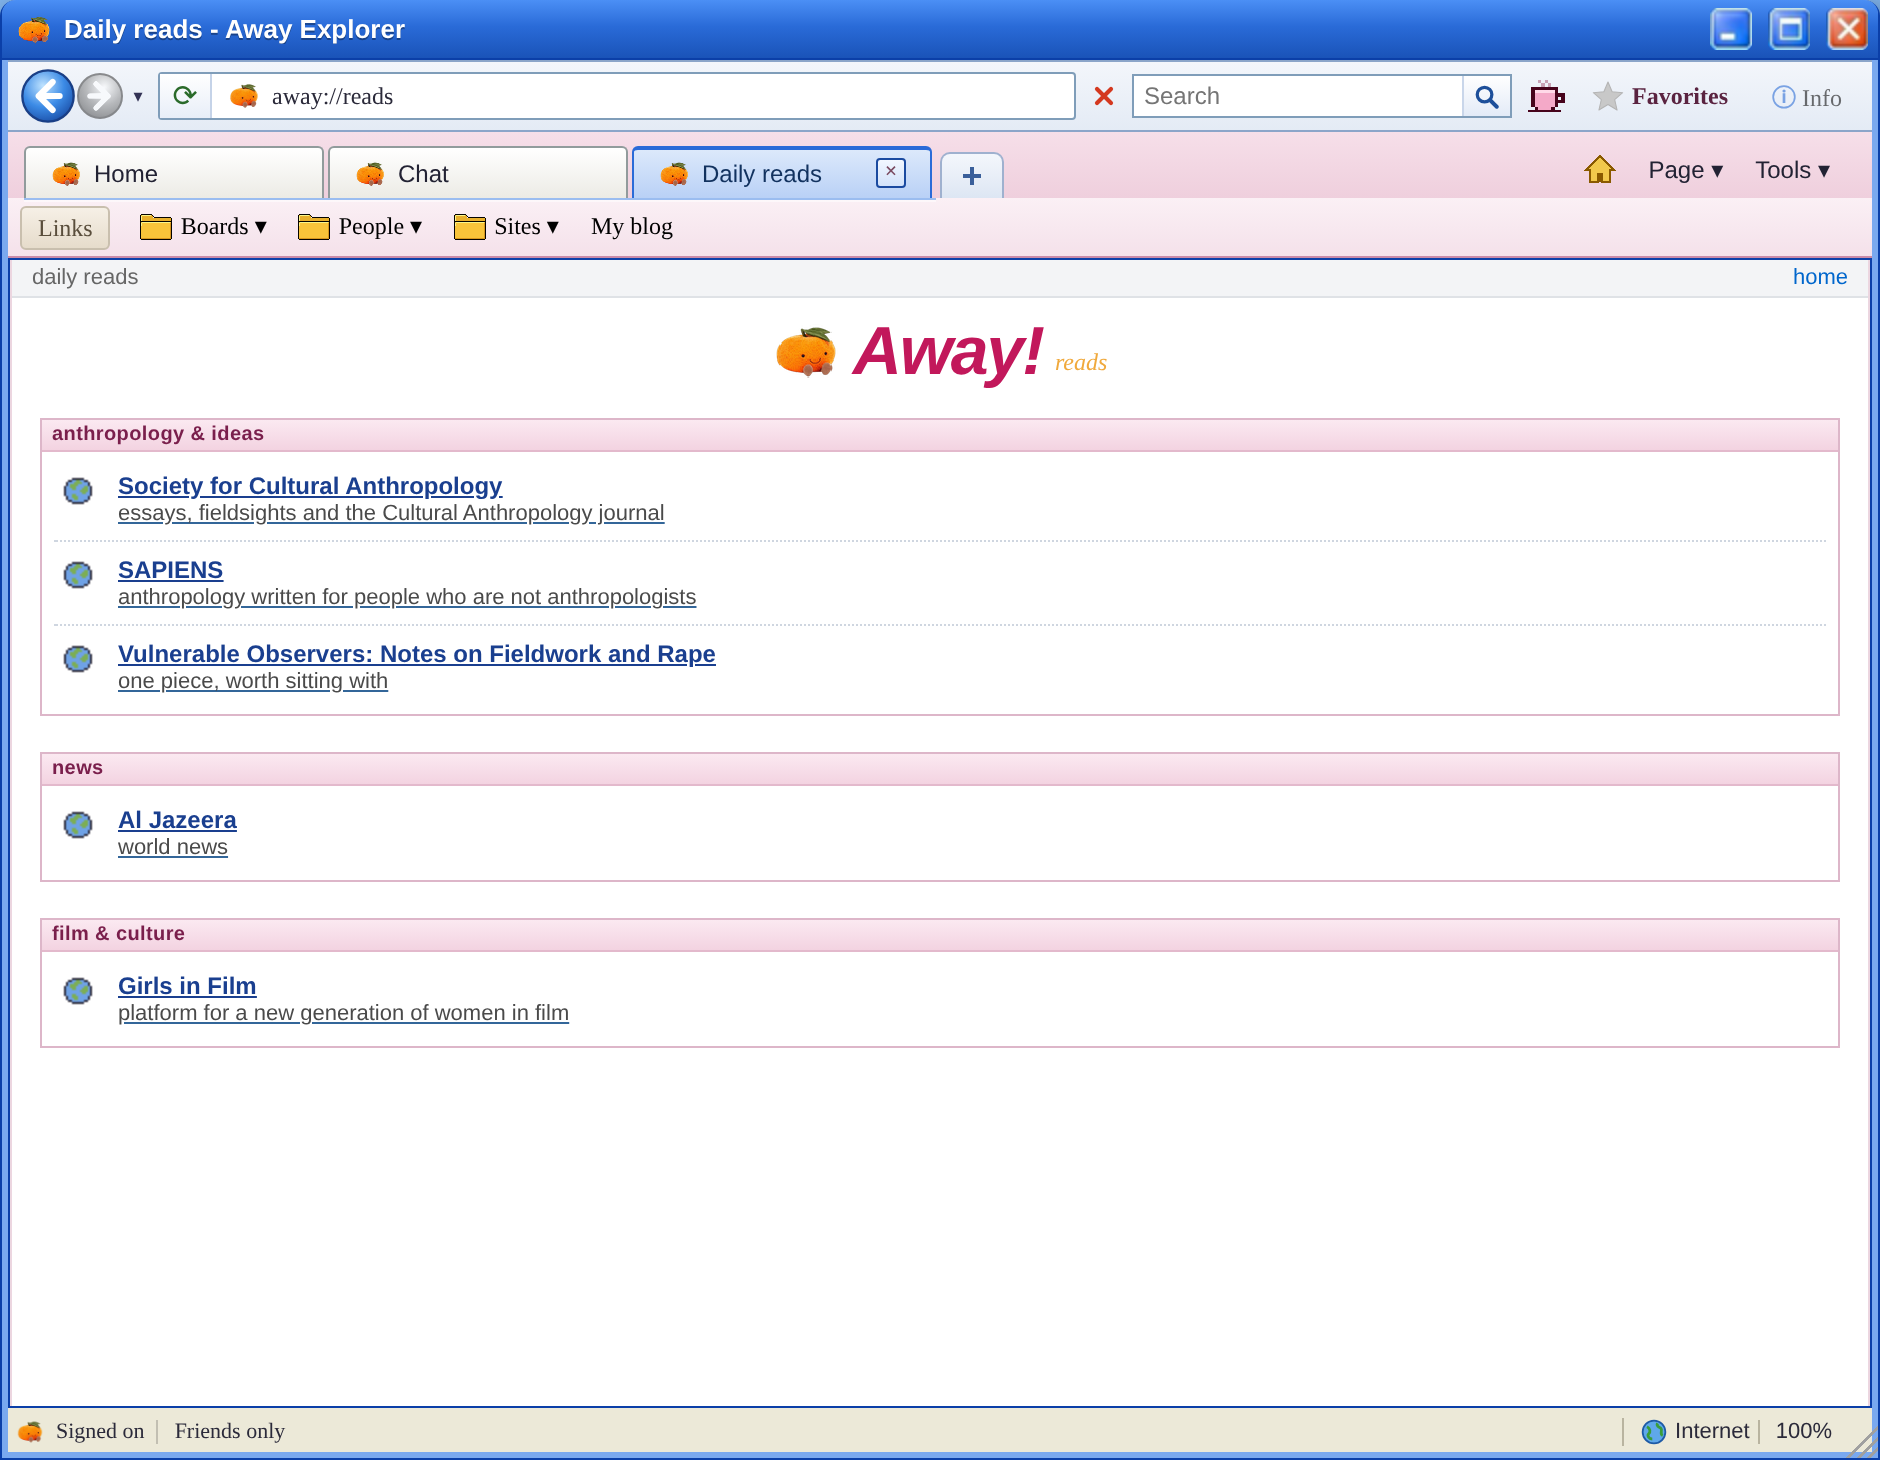 Daily reads - Away Explorer
away://reads
Search
Favorites
Info
Home
Chat
Daily reads
Page ▾
Tools ▾
Links
Boards ▾
People ▾
Sites ▾
My blog
daily reads
home
Away! reads
anthropology & ideas
Society for Cultural Anthropology
essays, fieldsights and the Cultural Anthropology journal
SAPIENS
anthropology written for people who are not anthropologists
Vulnerable Observers: Notes on Fieldwork and Rape
one piece, worth sitting with
news
Al Jazeera
world news
film & culture
Girls in Film
platform for a new generation of women in film
Signed on
Friends only
Internet
100%